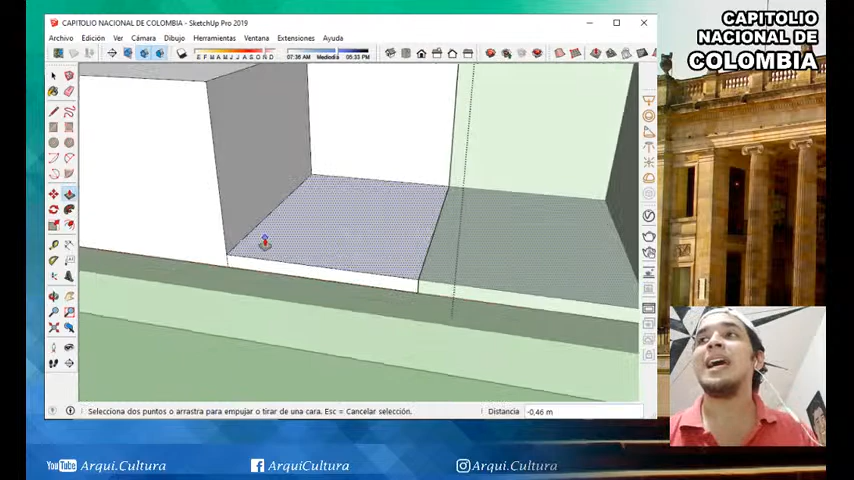 CAPITOLIO NACIONAL DE COLOMBIA - SketchUp Pro 2019
Archivo Edición Ver Cámara Dibujo Herramientas Ventana Extensiones Ayuda
E F M A M J J A S O N D 07:36 AM Mediodía 05:33 PM
Selecciona dos puntos o arrastra para empujar o tirar de una cara. Esc = Cancelar selección. Distancia -0,46 m
CAPITOLIO
NACIONAL DE
COLOMBIA
YouTube Arqui.Cultura
ArquiCultura
Arqui.Cultura